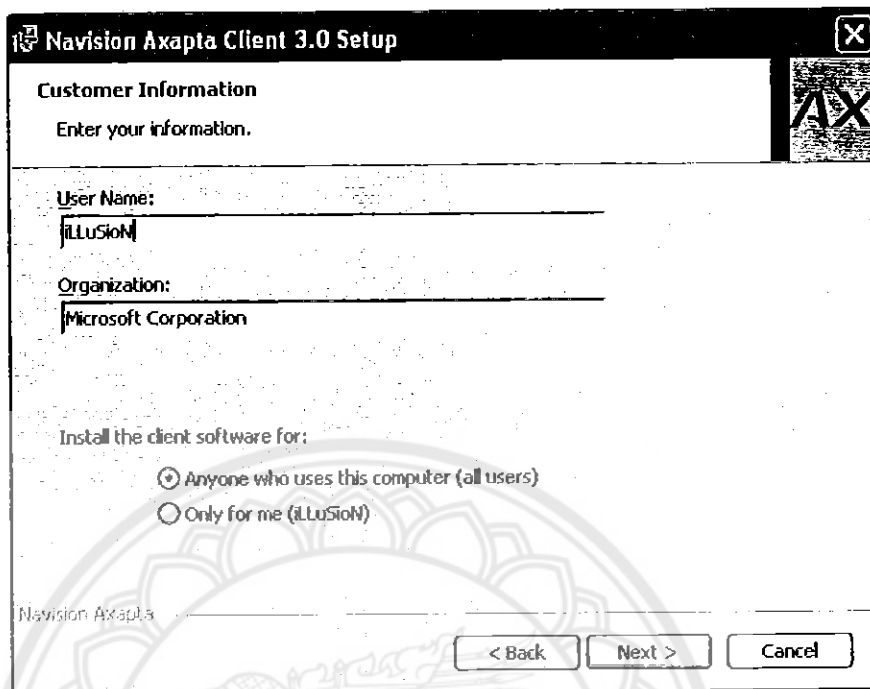 Navision Axapta Client 3.0 Setup
Customer Information
Enter your information.
AX
User Name:
iLLuSioN
Organization:
Microsoft Corporation
Install the client software for:
Anyone who uses this computer (all users)
Only for me (iLLuSioN)
Navision Axapta
< Back Next > Cancel